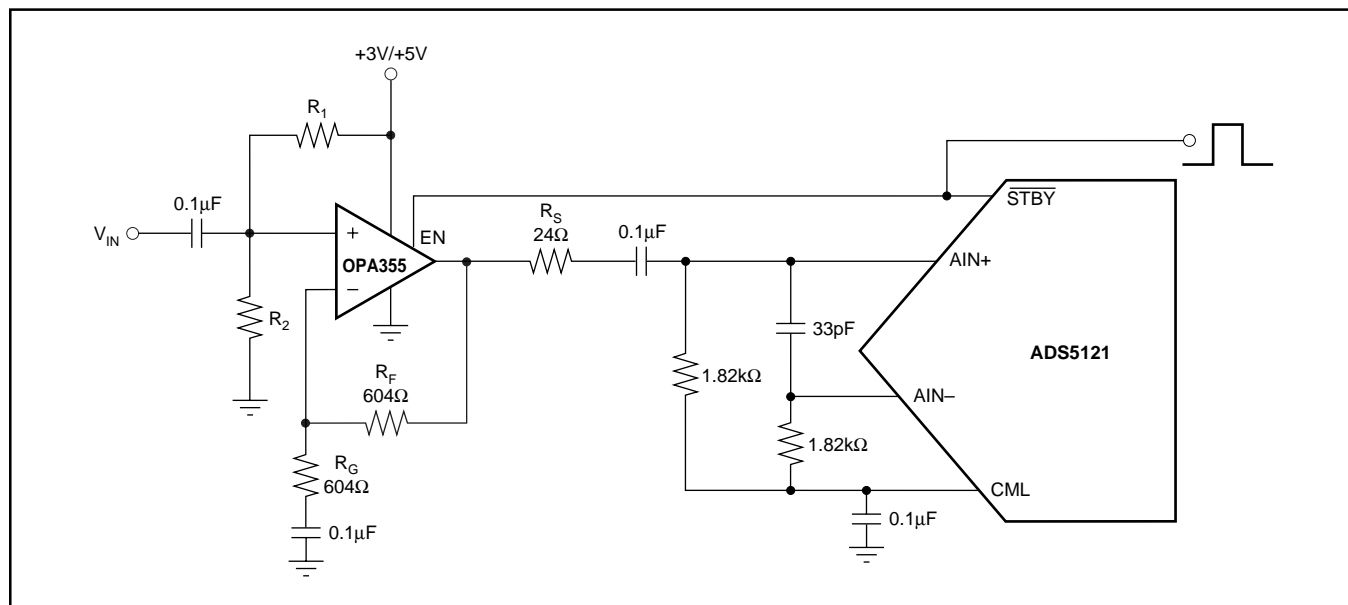 +3V/+5V
R1
0.1μF
VIN
+
EN
OPA355
–
R2
RS
24Ω
0.1μF
STBY
AIN+
33pF
ADS5121
1.82kΩ
AIN–
RF
604Ω
1.82kΩ
RG
604Ω
CML
0.1μF
0.1μF